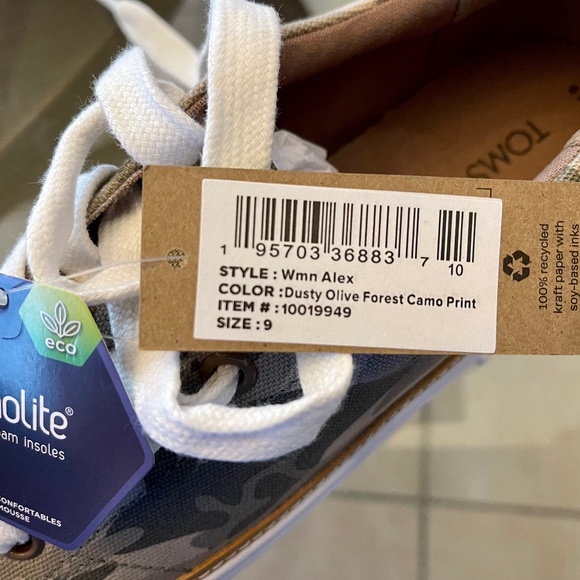 TOMS
1 95703 36883 7 10
STYLE : Wmn Alex
COLOR : Dusty Olive Forest Camo Print
ITEM # : 10019949
SIZE : 9
100% recycled
kraft paper with
soy-based inks
eco
olite®
am insoles
ONFORTABLES
MOUSSE